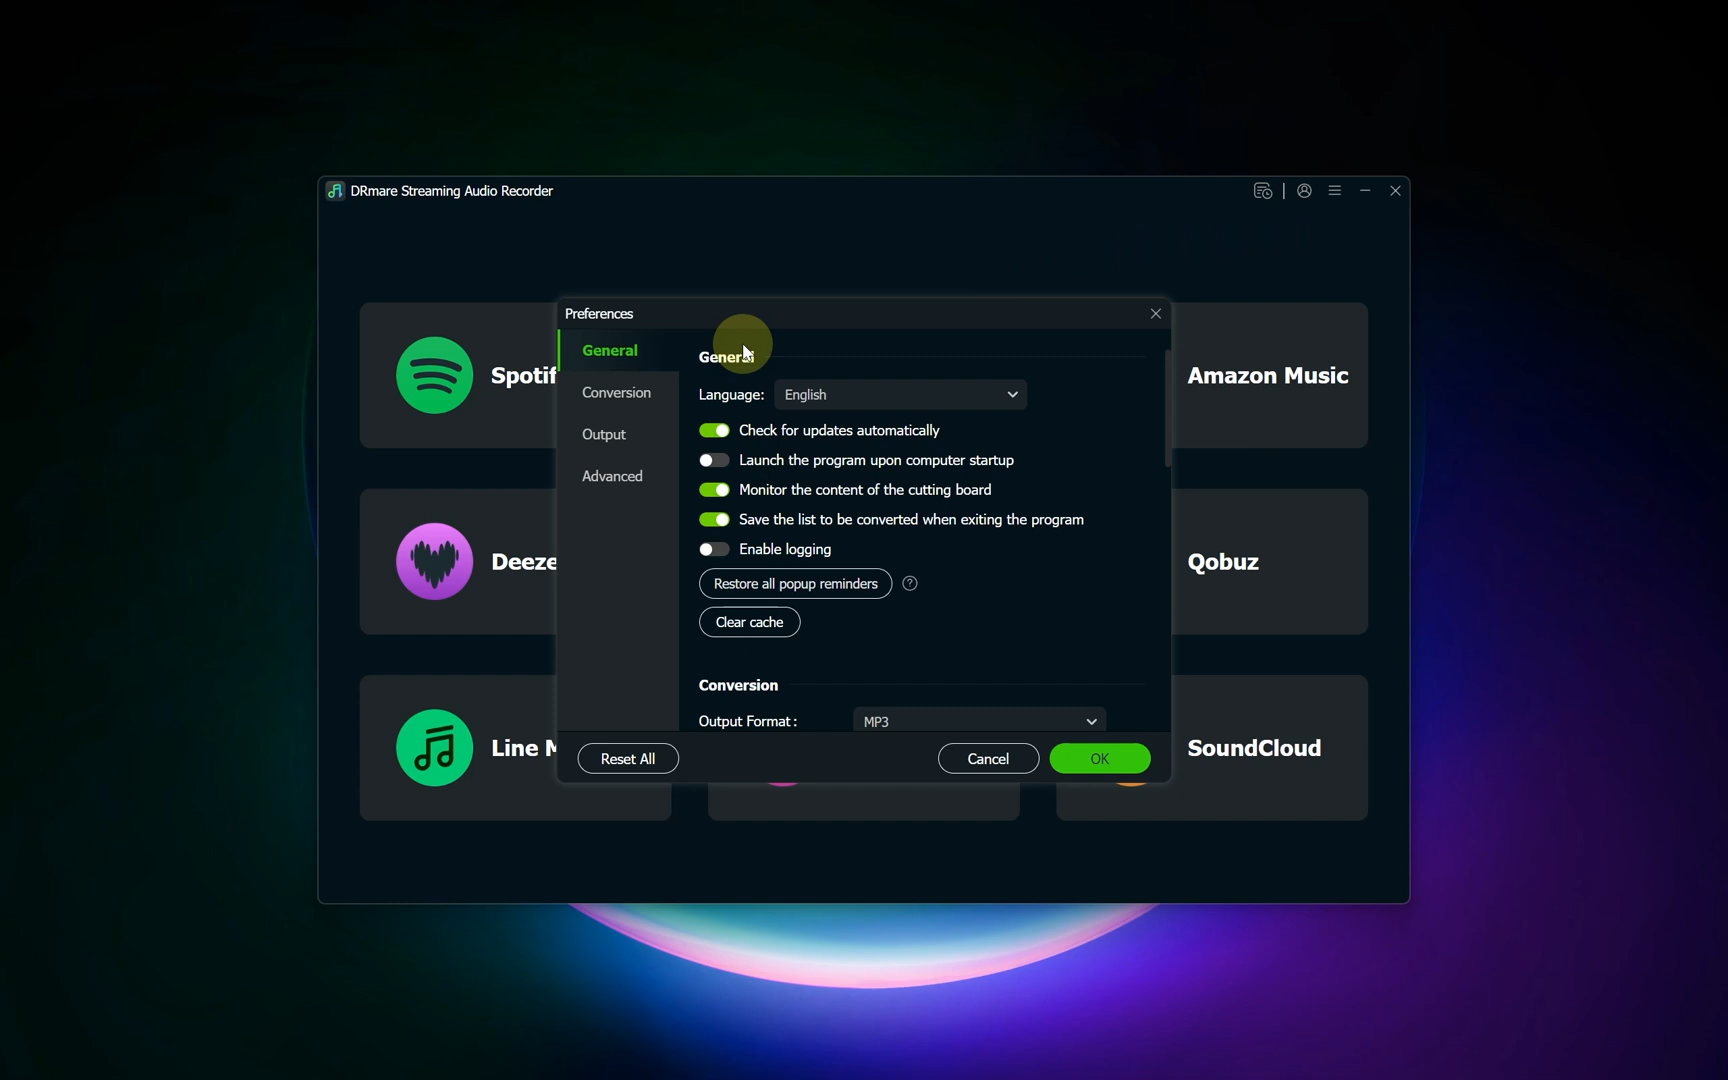 DRmare Streaming Audio Recorder
Preferences
General
Conversion
Output
Advanced
General
Language: English
Check for updates automatically
Launch the program upon computer startup
Monitor the content of the cutting board
Save the list to be converted when exiting the program
Enable logging
Restore all popup reminders ?
Clear cache
Conversion
Output Format: MP3
Reset All Cancel OK
Spotif
Amazon Music
Deeze
Qobuz
Line M
SoundCloud